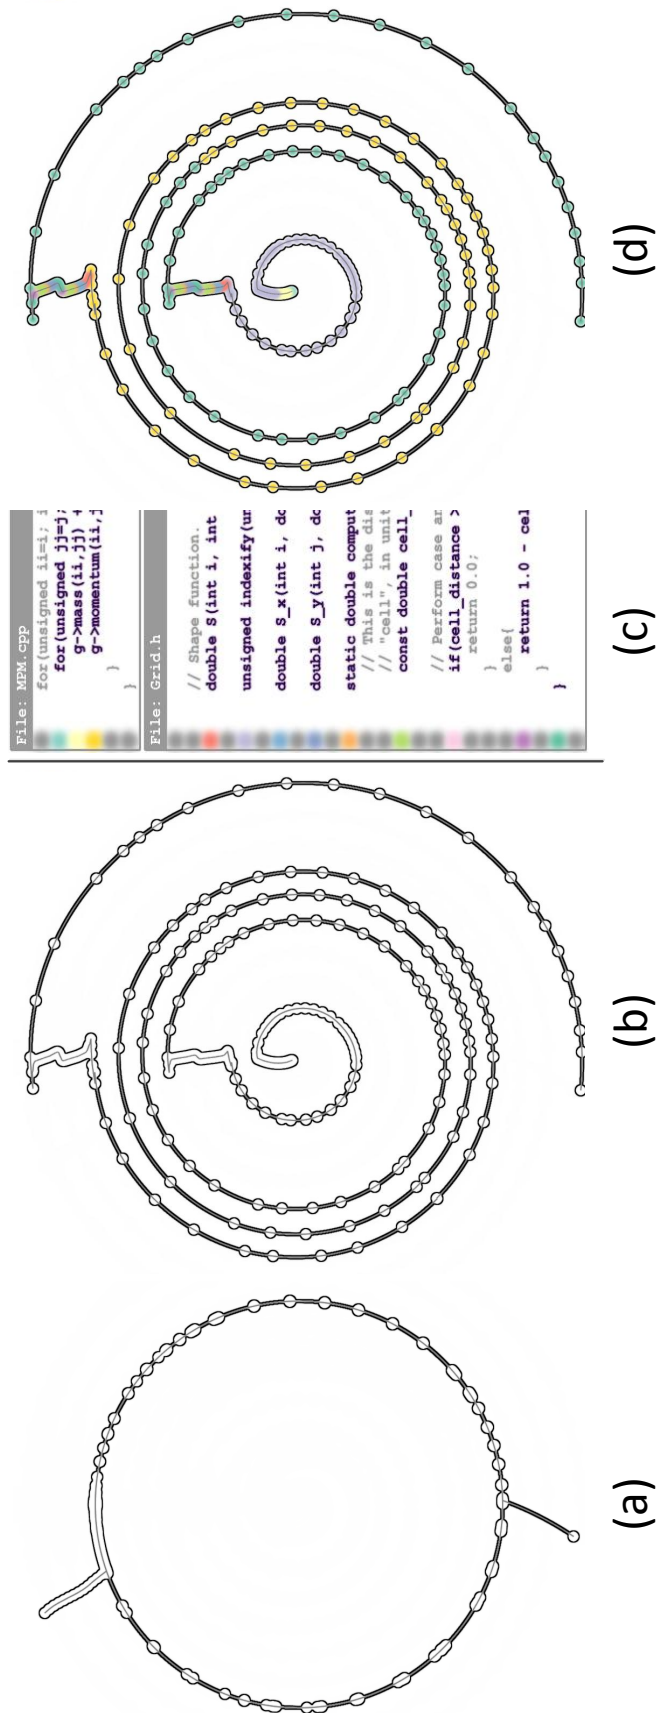 (a)
(b)
File: MPM.cpp
for(unsigned ii=i; i
for(unsigned jj=j;
g->mass(ii,jj) +
g->momentum(ii,j
}
}
File: Grid.h
// Shape function.
double S(int i, int
unsigned indexify(un
double S_x(int i, do
double S_y(int j, do
static double comput
// This is the dis
// "cell", in unit
const double cell_
// Perform case an
if(cell_distance >
return 0.0;
}
else{
return 1.0 - cel
}
}
(c)
(d)